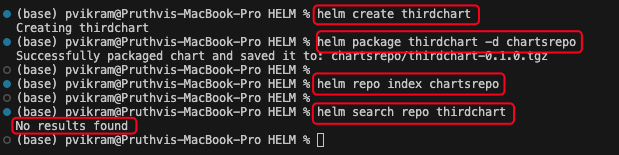 (base) pvikram@Pruthvis-MacBook-Pro HELM % helm create thirdchart
Creating thirdchart
(base) pvikram@Pruthvis-MacBook-Pro HELM % helm package thirdchart -d chartsrepo
Successfully packaged chart and saved it to: chartsrepo/thirdchart-0.1.0.tgz
(base) pvikram@Pruthvis-MacBook-Pro HELM %
(base) pvikram@Pruthvis-MacBook-Pro HELM % helm repo index chartsrepo
(base) pvikram@Pruthvis-MacBook-Pro HELM %
(base) pvikram@Pruthvis-MacBook-Pro HELM % helm search repo thirdchart
No results found
(base) pvikram@Pruthvis-MacBook-Pro HELM %